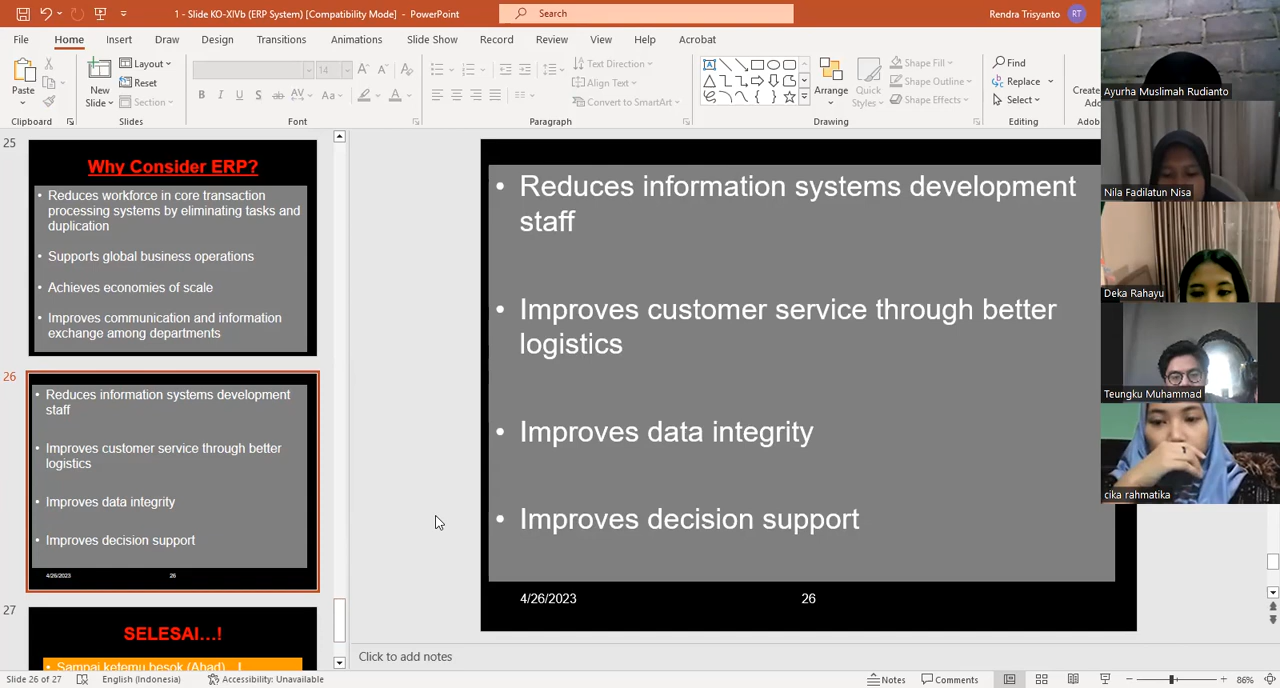 1 - Slide KO-XIVb (ERP System) [Compatibility Mode] - PowerPoint
Search
Rendra Trisyanto
RT
File Home Insert Draw Design Transitions Animations Slide Show Record Review View Help Acrobat
Paste
Clipboard
New
Slide
Layout
Reset
Section
Slides
14
Font
Text Direction
Align Text
Convert to SmartArt
Paragraph
Arrange
Quick
Styles
Shape Fill
Shape Outline
Shape Effects
Drawing
Find
Replace
Select
Editing
Create
Adob
Adob
25
Why Consider ERP?
• Reduces workforce in core transaction
processing systems by eliminating tasks and
duplication
• Supports global business operations
• Achieves economies of scale
• Improves communication and information
exchange among departments
26
• Reduces information systems development
staff
• Improves customer service through better
logistics
• Improves data integrity
• Improves decision support
4/26/2023 26
27
SELESAI...!
• Sampai ketemu besok (Ahad)...!
• Reduces information systems development
staff
• Improves customer service through better
logistics
• Improves data integrity
• Improves decision support
4/26/2023 26
Click to add notes
Ayurha Muslimah Rudianto
Nila Fadilatun Nisa
Deka Rahayu
Teungku Muhammad
cika rahmatika
Slide 26 of 27 English (Indonesia) Accessibility: Unavailable Notes Comments 86%